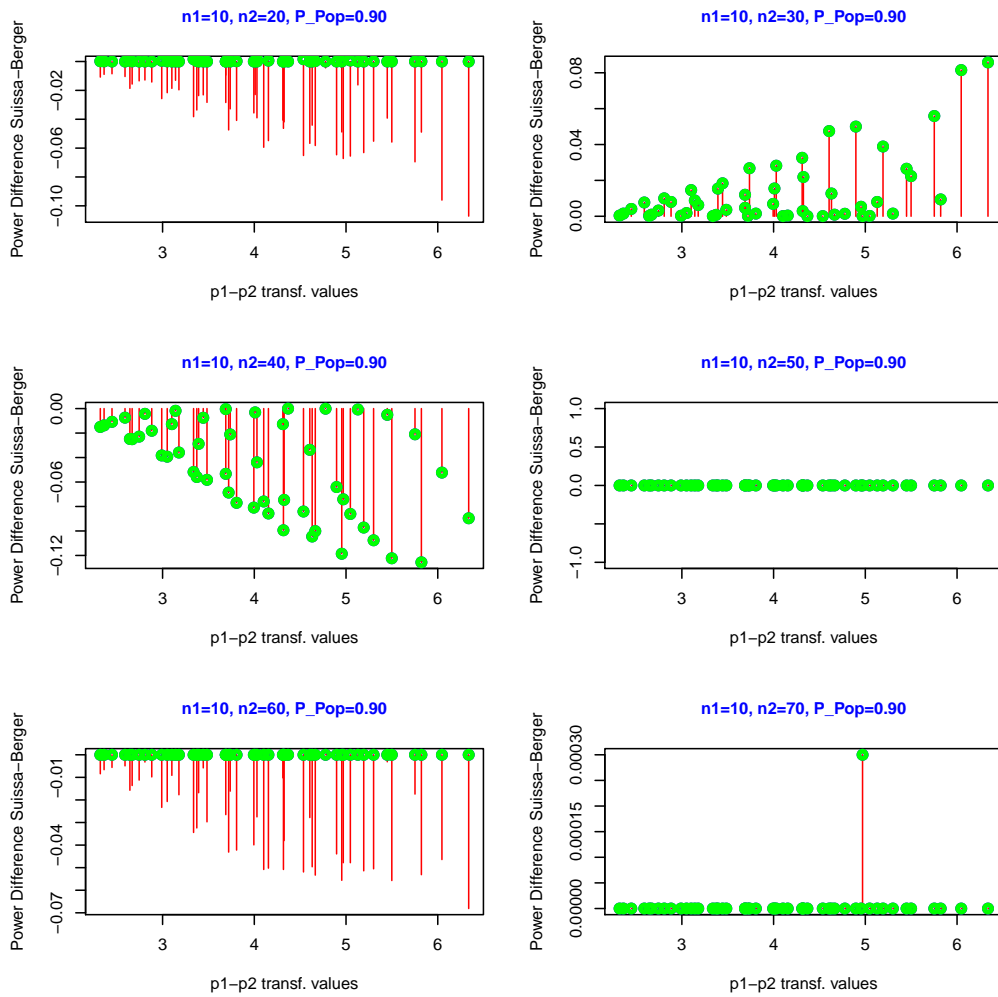 n1=10, n2=20, P_Pop=0.90
Power Difference Suissa−Berger
−0.02
−0.06
−0.10
3 4 5 6
p1−p2 transf. values
n1=10, n2=30, P_Pop=0.90
Power Difference Suissa−Berger
0.08
0.04
0.00
3 4 5 6
p1−p2 transf. values
n1=10, n2=40, P_Pop=0.90
Power Difference Suissa−Berger
0.00
−0.06
−0.12
3 4 5 6
p1−p2 transf. values
n1=10, n2=50, P_Pop=0.90
Power Difference Suissa−Berger
1.0
0.5
0.0
−1.0
3 4 5 6
p1−p2 transf. values
n1=10, n2=60, P_Pop=0.90
Power Difference Suissa−Berger
−0.01
−0.04
−0.07
3 4 5 6
p1−p2 transf. values
n1=10, n2=70, P_Pop=0.90
Power Difference Suissa−Berger
0.00030
0.00015
0.00000
3 4 5 6
p1−p2 transf. values